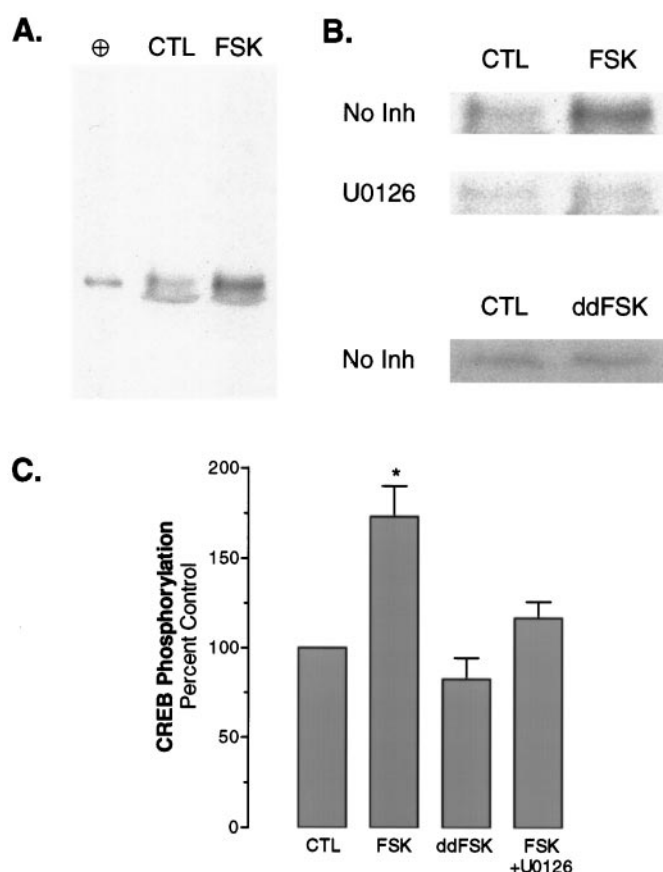 A.
⊕ CTL FSK
B.
CTL FSK
No Inh
U0126
CTL ddFSK
No Inh
C.
CREB Phosphorylation
Percent Control
200
150
100
50
0
*
CTL FSK ddFSK FSK
+U0126